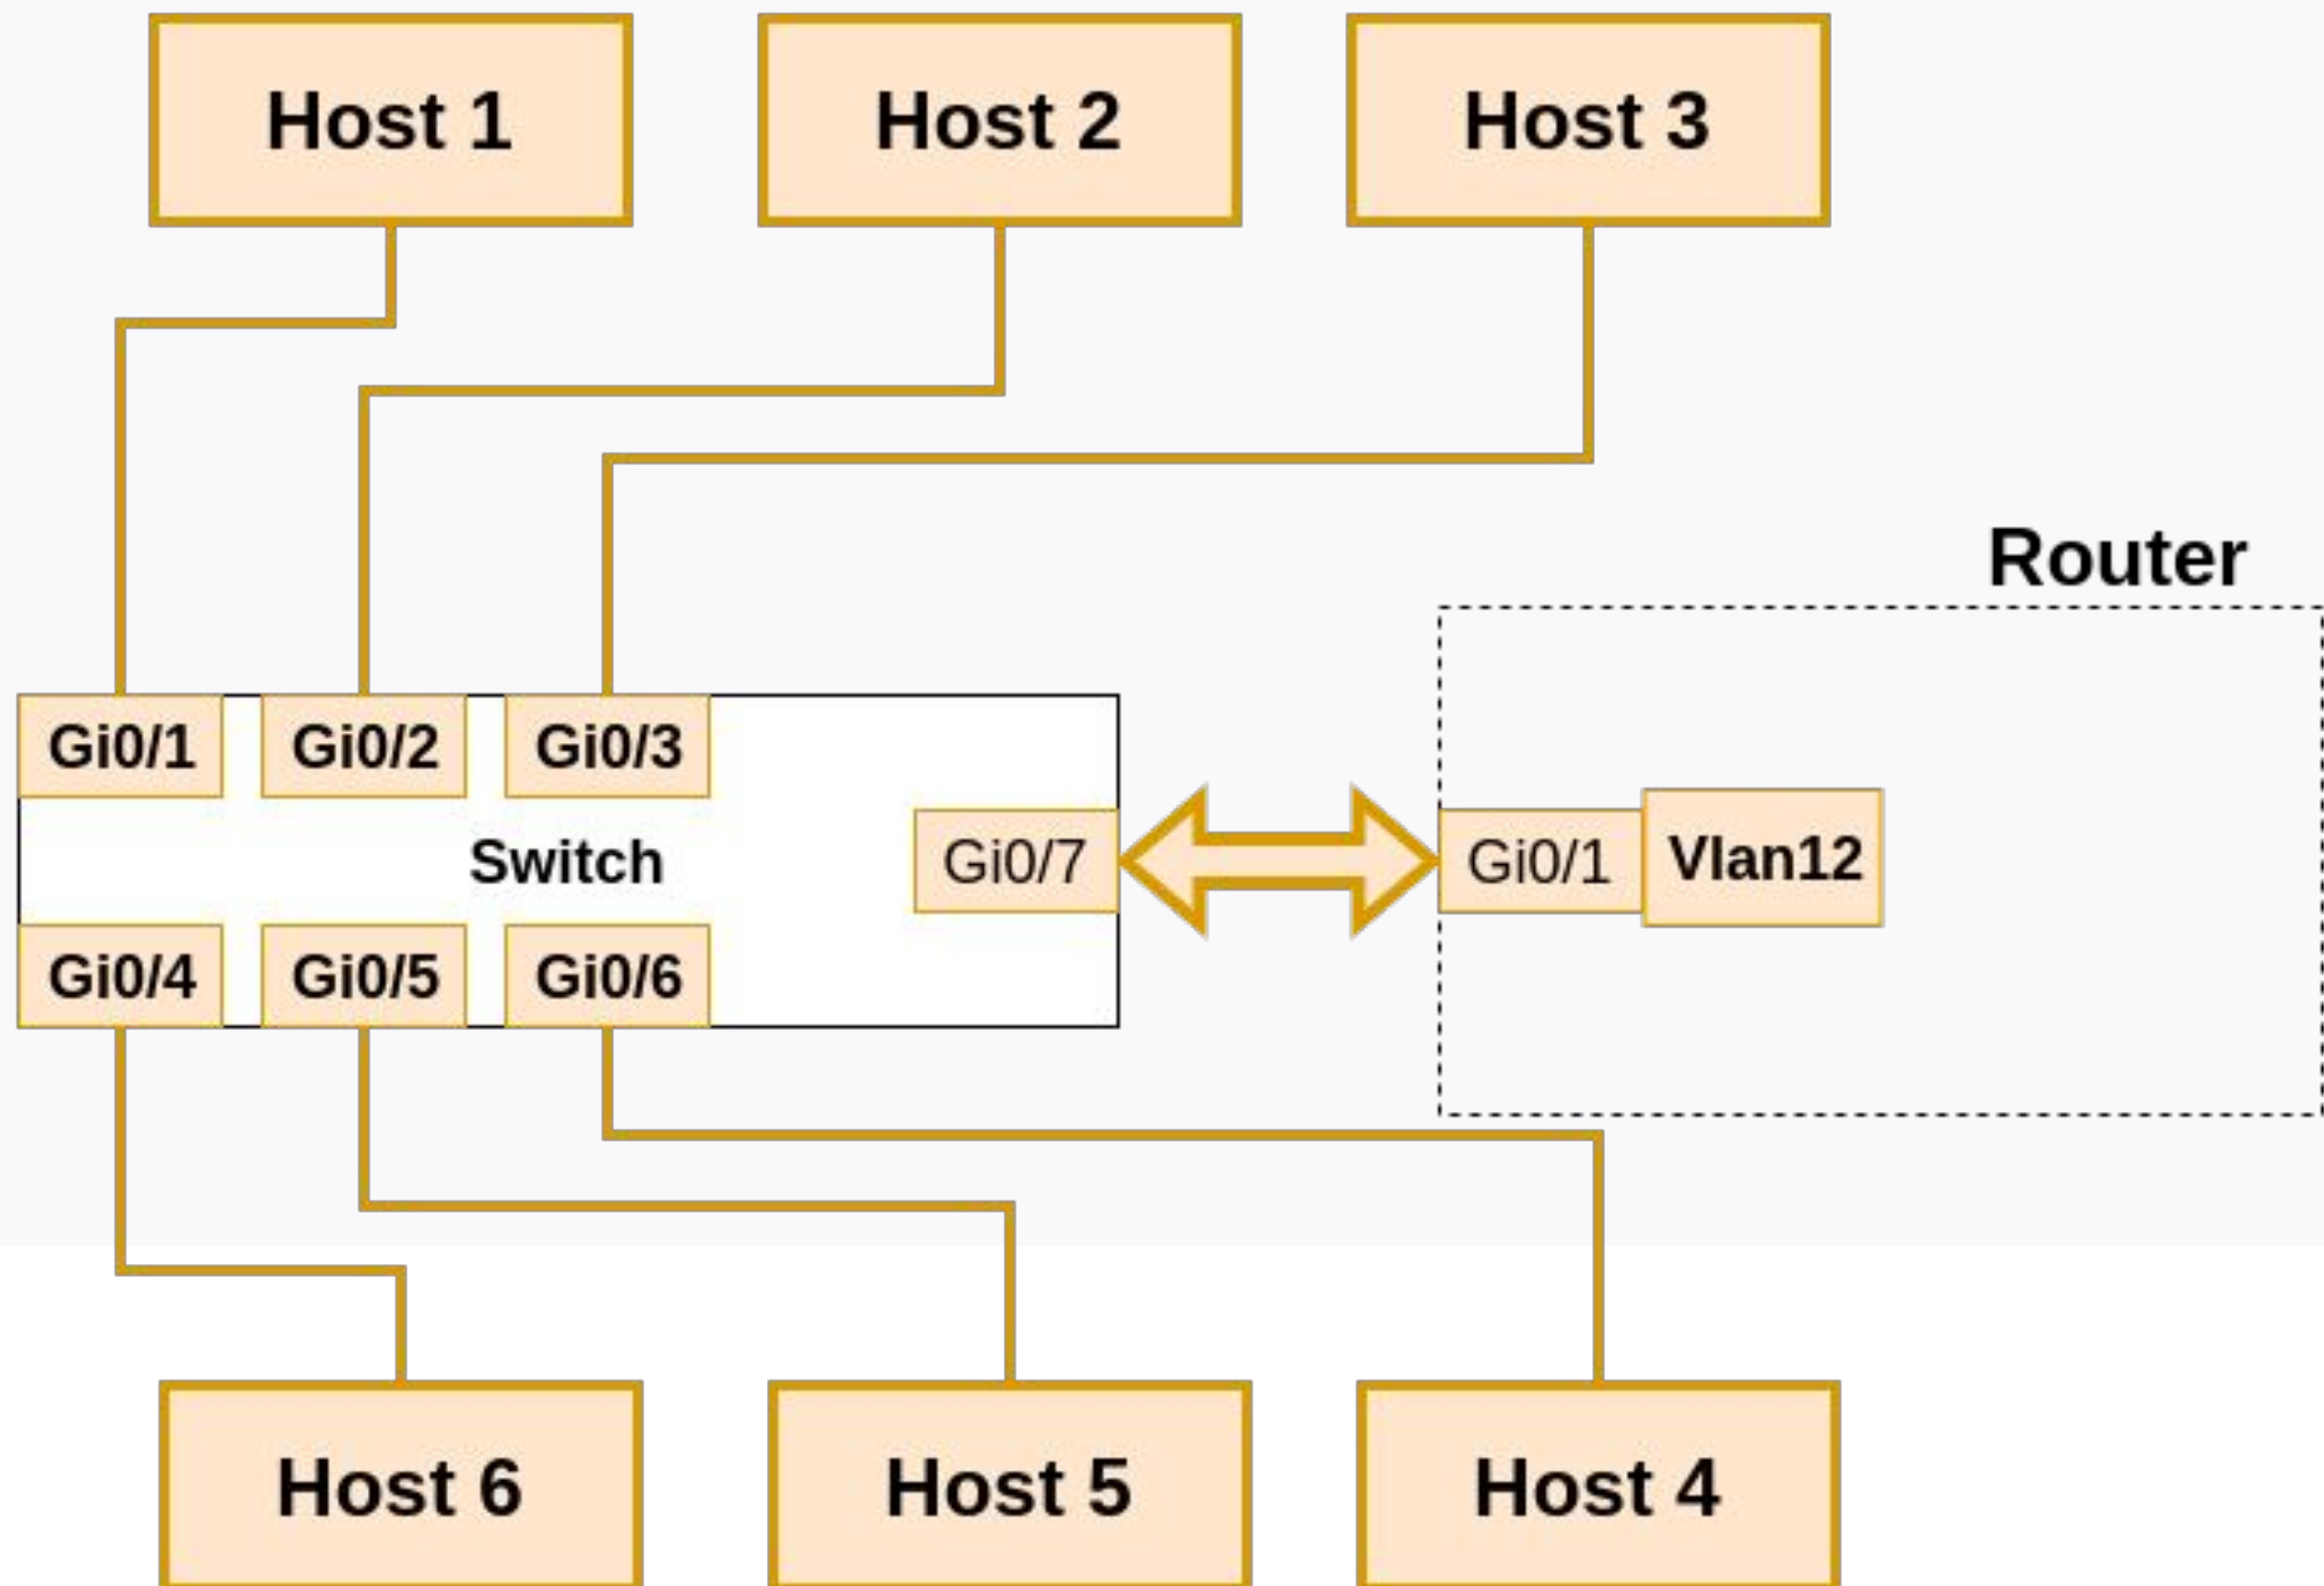 Host 1
Host 2
Host 3
Router
Gi0/1
Gi0/2
Gi0/3
Switch
Gi0/7
Gi0/1
Vlan12
Gi0/4
Gi0/5
Gi0/6
Host 6
Host 5
Host 4